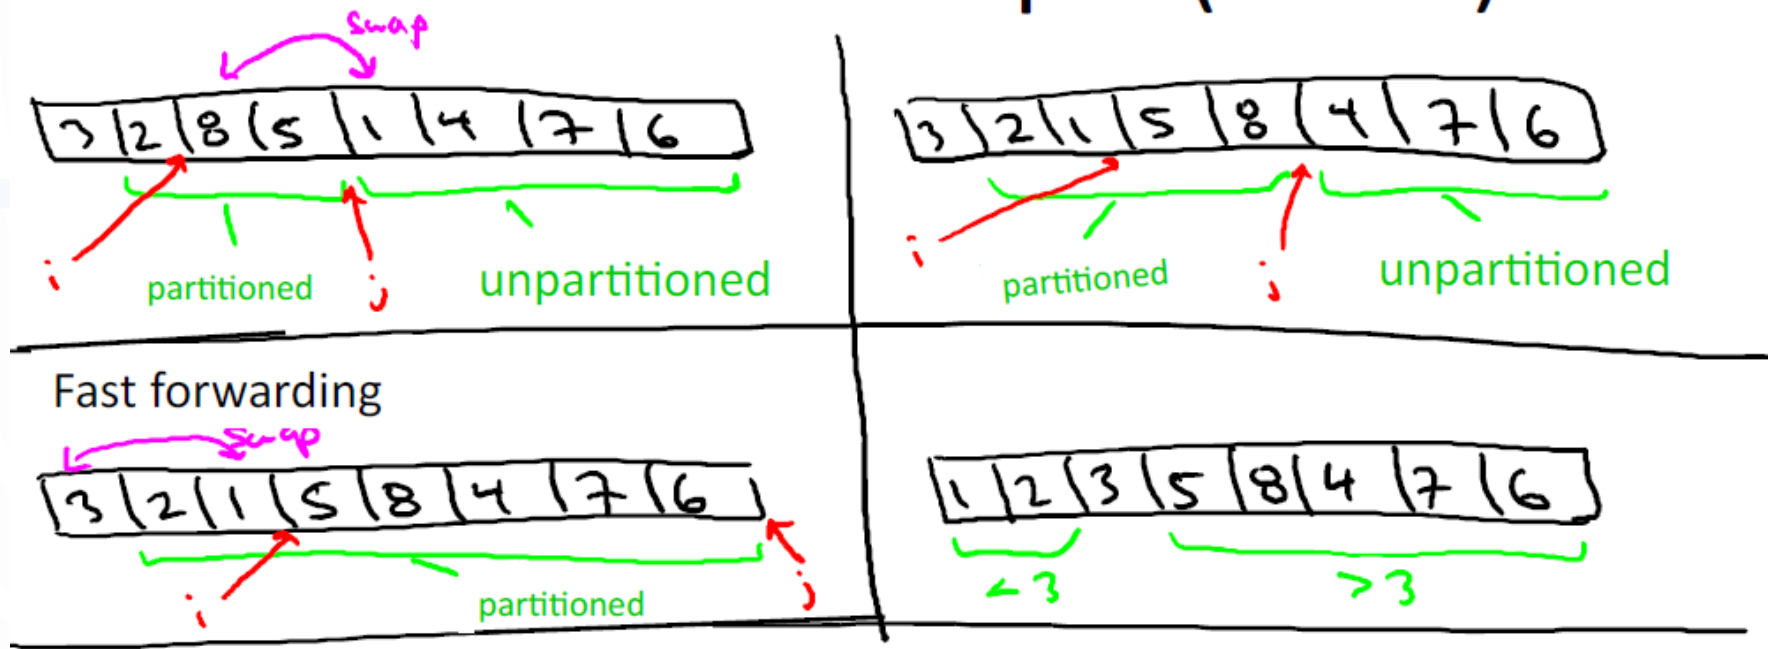 swap
3 2 8 5 1 4 7 6
i partitioned j unpartitioned
3 2 1 5 8 4 7 6
i partitioned j unpartitioned
Fast forwarding
swap
3 2 1 5 8 4 7 6
i partitioned j
1 2 3 5 8 4 7 6
< 3 > 3